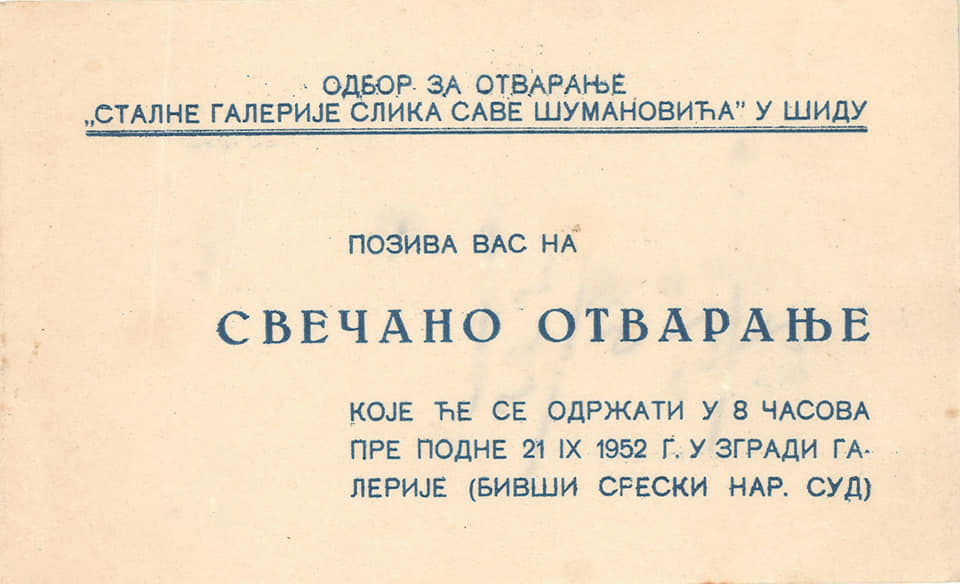 ОДБОР ЗА ОТВАРАЊЕ
„СТАЛНЕ ГАЛЕРИЈЕ СЛИКА САВЕ ШУМАНОВИЋА" У ШИДУ
ПОЗИВА ВАС НА
СВЕЧАНО ОТВАРАЊЕ
КОЈЕ ЋЕ СЕ ОДРЖАТИ У 8 ЧАСОВА
ПРЕ ПОДНЕ 21 IX 1952 Г. У ЗГРАДИ ГА-
ЛЕРИЈЕ (БИВШИ СРЕСКИ НАР. СУД)